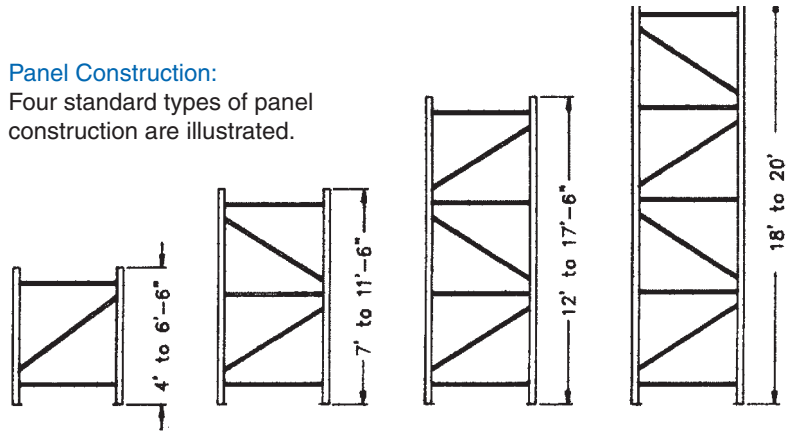 Panel Construction:
Four standard types of panel
construction are illustrated.
4' to 6'-6"
7' to 11'-6"
12' to 17'-6"
18' to 20'